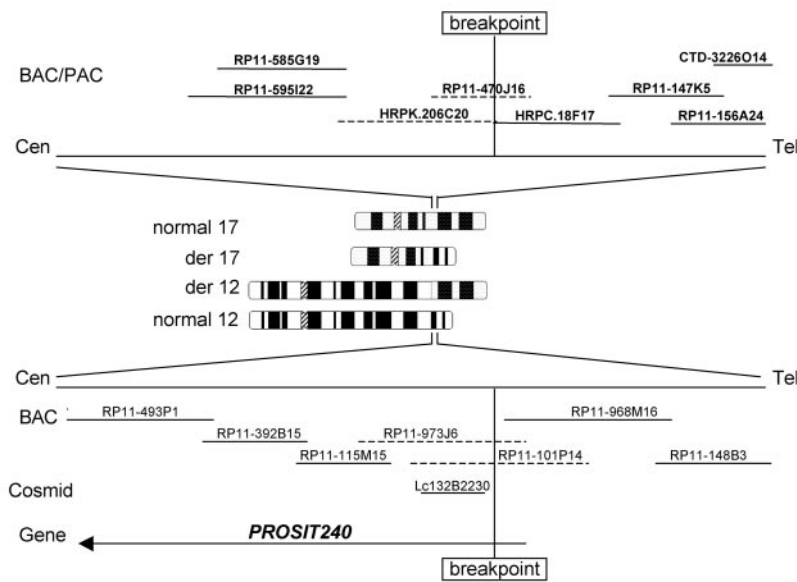 breakpoint
CTD-3226O14
RP11-585G19
BAC/PAC
RP11-595I22 RP11-470J16 RP11-147K5
HRPK.206C20 HRPC.18F17 RP11-156A24
Cen Tel
normal 17
der 17
der 12
normal 12
Cen Tel
BAC RP11-493P1 RP11-968M16
RP11-392B15 RP11-973J6
RP11-115M15 RP11-101P14 RP11-148B3
Cosmid Lc132B2230
Gene PROSIT240
breakpoint